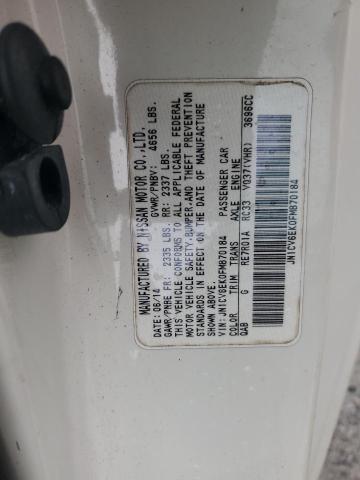 MANUFACTURED BY NISSAN MOTOR CO.,LTD.
DATE: 06/14 GVWR/PNBV: 4656 LBS.
GAWR/PNBE FR: 2335 LBS. RR: 2337 LBS.
THIS VEHICLE CONFORMS TO ALL APPLICABLE FEDERAL
MOTOR VEHICLE SAFETY,BUMPER,AND THEFT PREVENTION
STANDARDS IN EFFECT ON THE DATE OF MANUFACTURE
SHOWN ABOVE.
VIN: JN1CV6EK0FM870184 PASSENGER CAR
COLOR TRIM TRANS AXLE ENGINE
QAB G RE7R01A RC33 VQ37(VHR) 3696CC
JN1CV6EK0FM870184